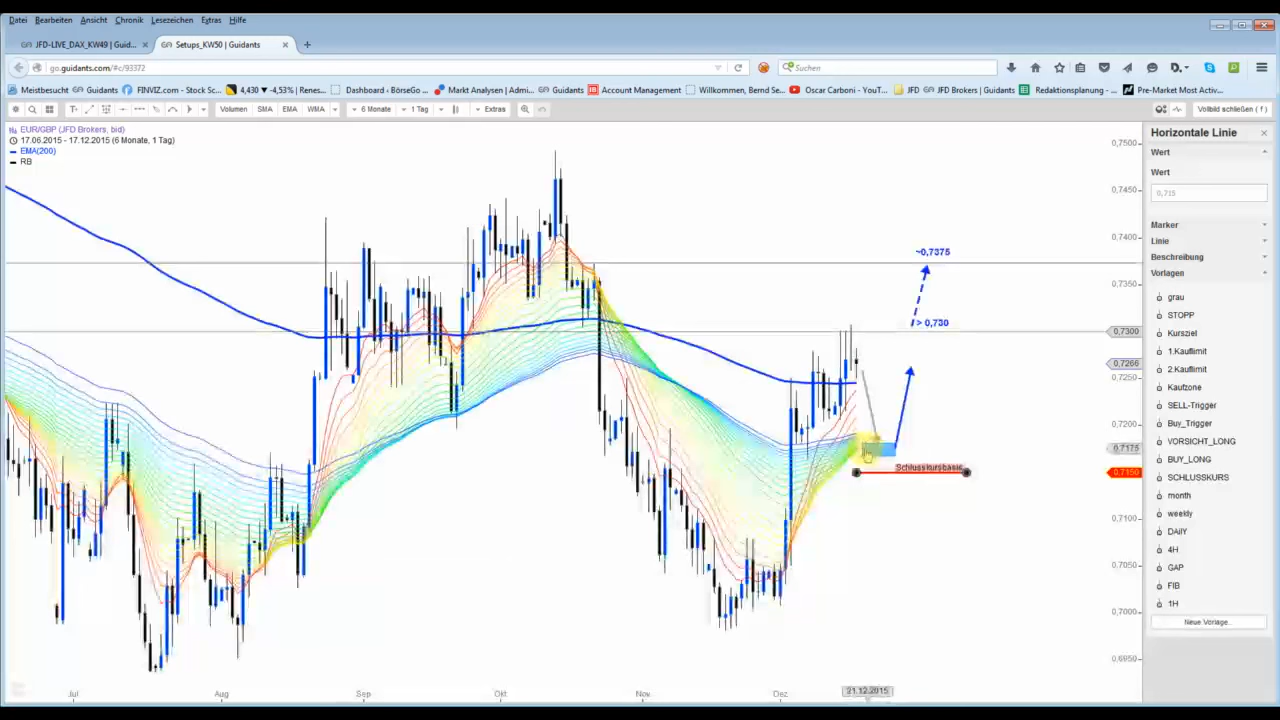 Datei Bearbeiten Ansicht Chronik Lesezeichen Extras Hilfe
JFD-LIVE_DAX_KW49 | Guid... × Setups_KW50 | Guidants × +
go.guidants.com/#c/93372 Suchen
Meistbesucht Guidants FINVIZ.com - Stock Sc... 4,430 -4,53% | Renes... Dashboard ‹ BörseGo ... Markt Analysen | Admi... Guidants Account Management Willkommen, Bernd Se... Oscar Carboni - YouT... JFD JFD Brokers | Guidants Redaktionsplanung - ... Pre-Market Most Activ...
Volumen SMA EMA WMA 6 Monate 1 Tag Extras Vollbild schließen ( f )
EUR/GBP (JFD Brokers, bid)
17.06.2015 - 17.12.2015 (6 Monate, 1 Tag)
EMA(200)
RB
~0,7375
> 0,730
Schlusskursbasis
0,7500
0,7450
0,7400
0,7350
0,7300
0,7266
0,7250
0,7200
0,7175
0,7150
0,7100
0,7050
0,7000
0,6950
Jul Aug Sep Okt Nov Dez 21.12.2015
Horizontale Linie ×
Wert
Wert
0,715
Marker
Linie
Beschreibung
Vorlagen
grau
STOPP
Kursziel
1.Kauflimit
2.Kauflimit
Kaufzone
SELL-Trigger
Buy_Trigger
VORSICHT_LONG
BUY_LONG
SCHLUSSKURS
month
weekly
DAilY
4H
GAP
FIB
1H
Neue Vorlage...